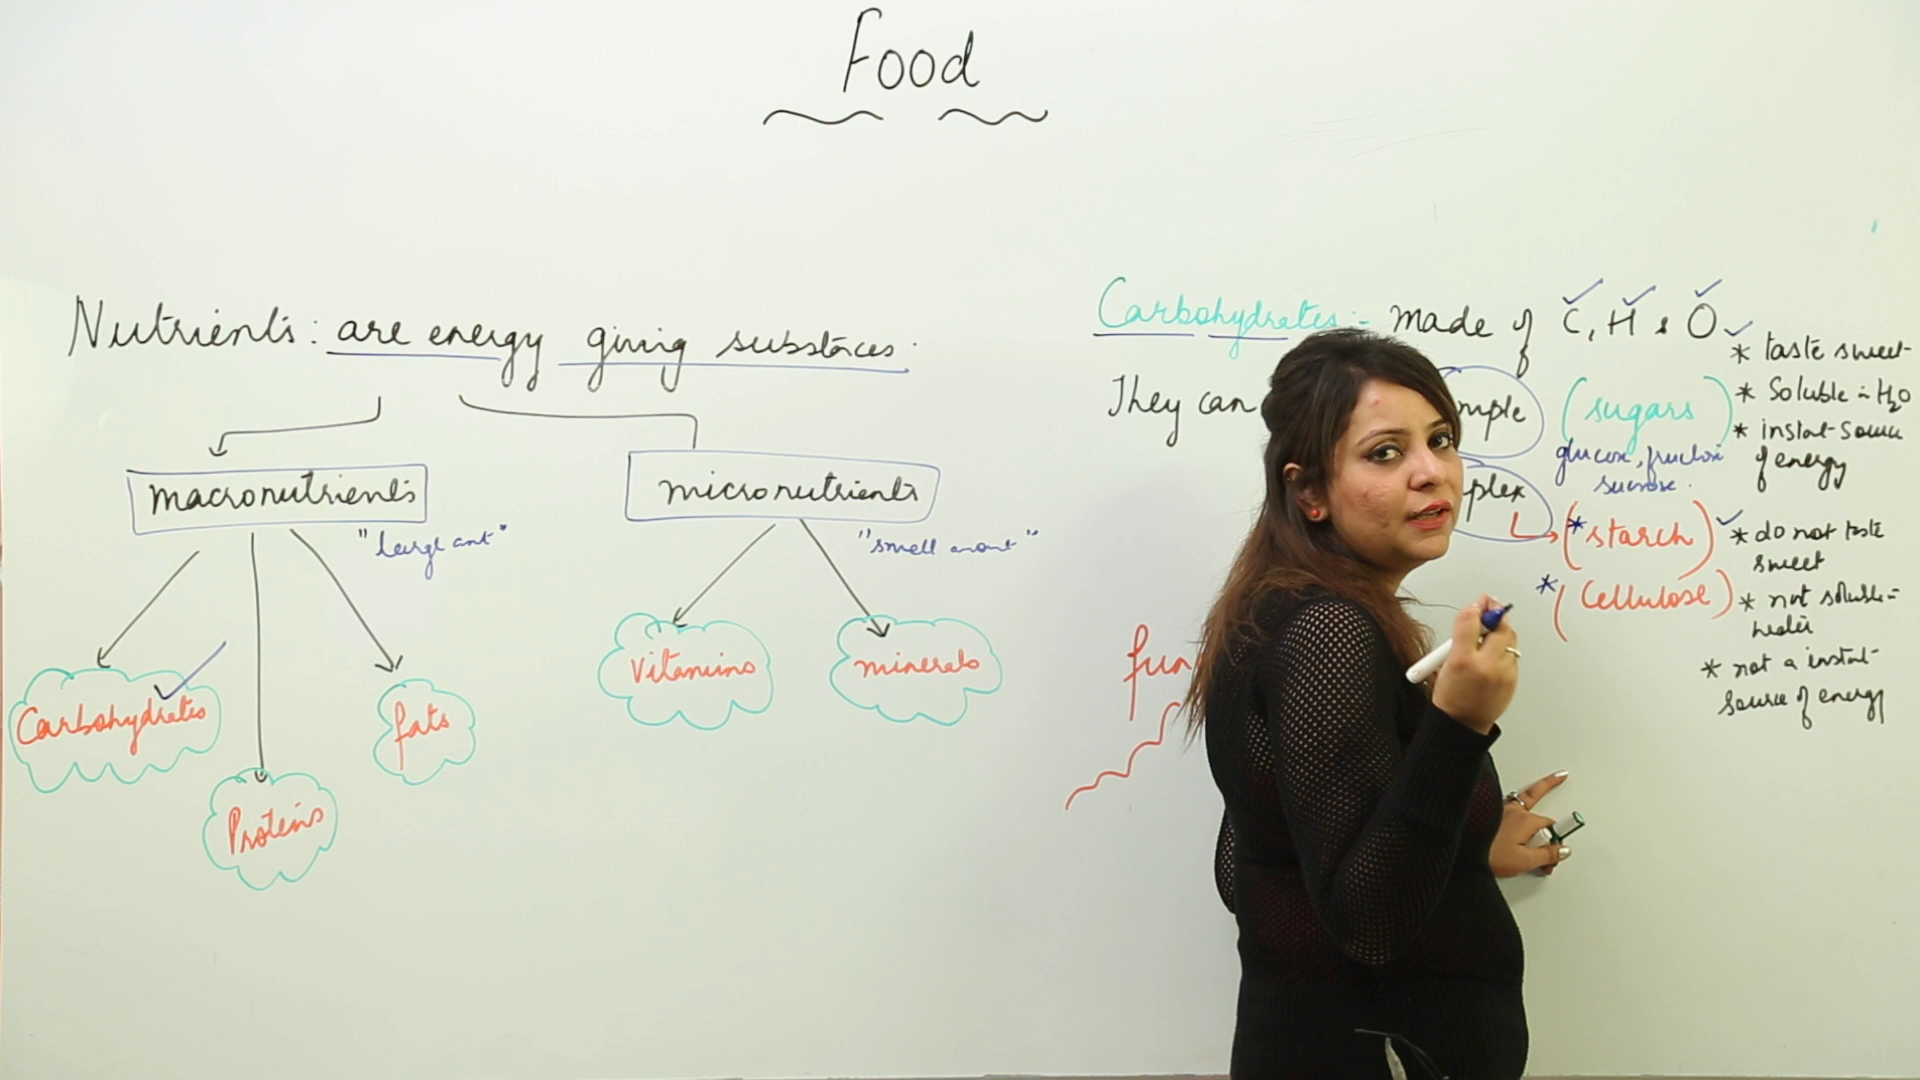 Food
Nutrients: are energy giving substances.
macronutrients
"large amt"
micronutrients
"small amont"
Carbohydrates
Proteins
fats
Vitamins
minerals
Carbohydrates:- made of C, H & O
They can
mple
(sugars)
glucose, fructose
sucrose.
* taste sweet
* Soluble in H2O
* instant source
of energy
plex
* (starch)
* (cellulose)
* do not taste
sweet
* not soluble in
water
* not a instant
source of energy
fun